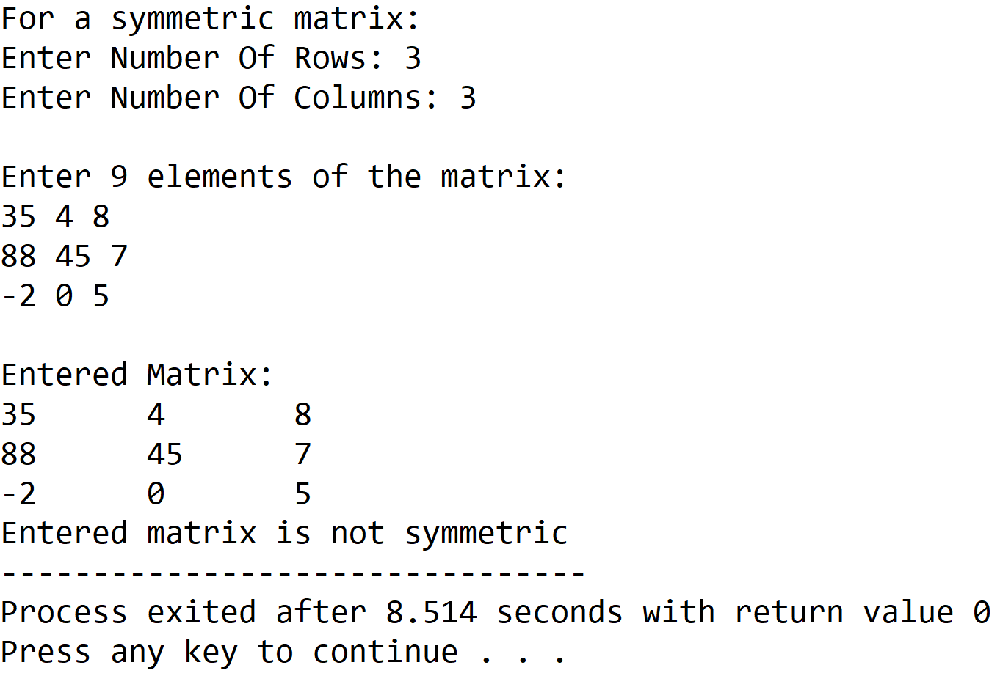 For a symmetric matrix:
Enter Number Of Rows: 3
Enter Number Of Columns: 3
Enter 9 elements of the matrix:
35 4 8
88 45 7
-2 0 5
Entered Matrix:
35 4 8
88 45 7
-2 0 5
Entered matrix is not symmetric
--------------------------------
Process exited after 8.514 seconds with return value 0
Press any key to continue . . .